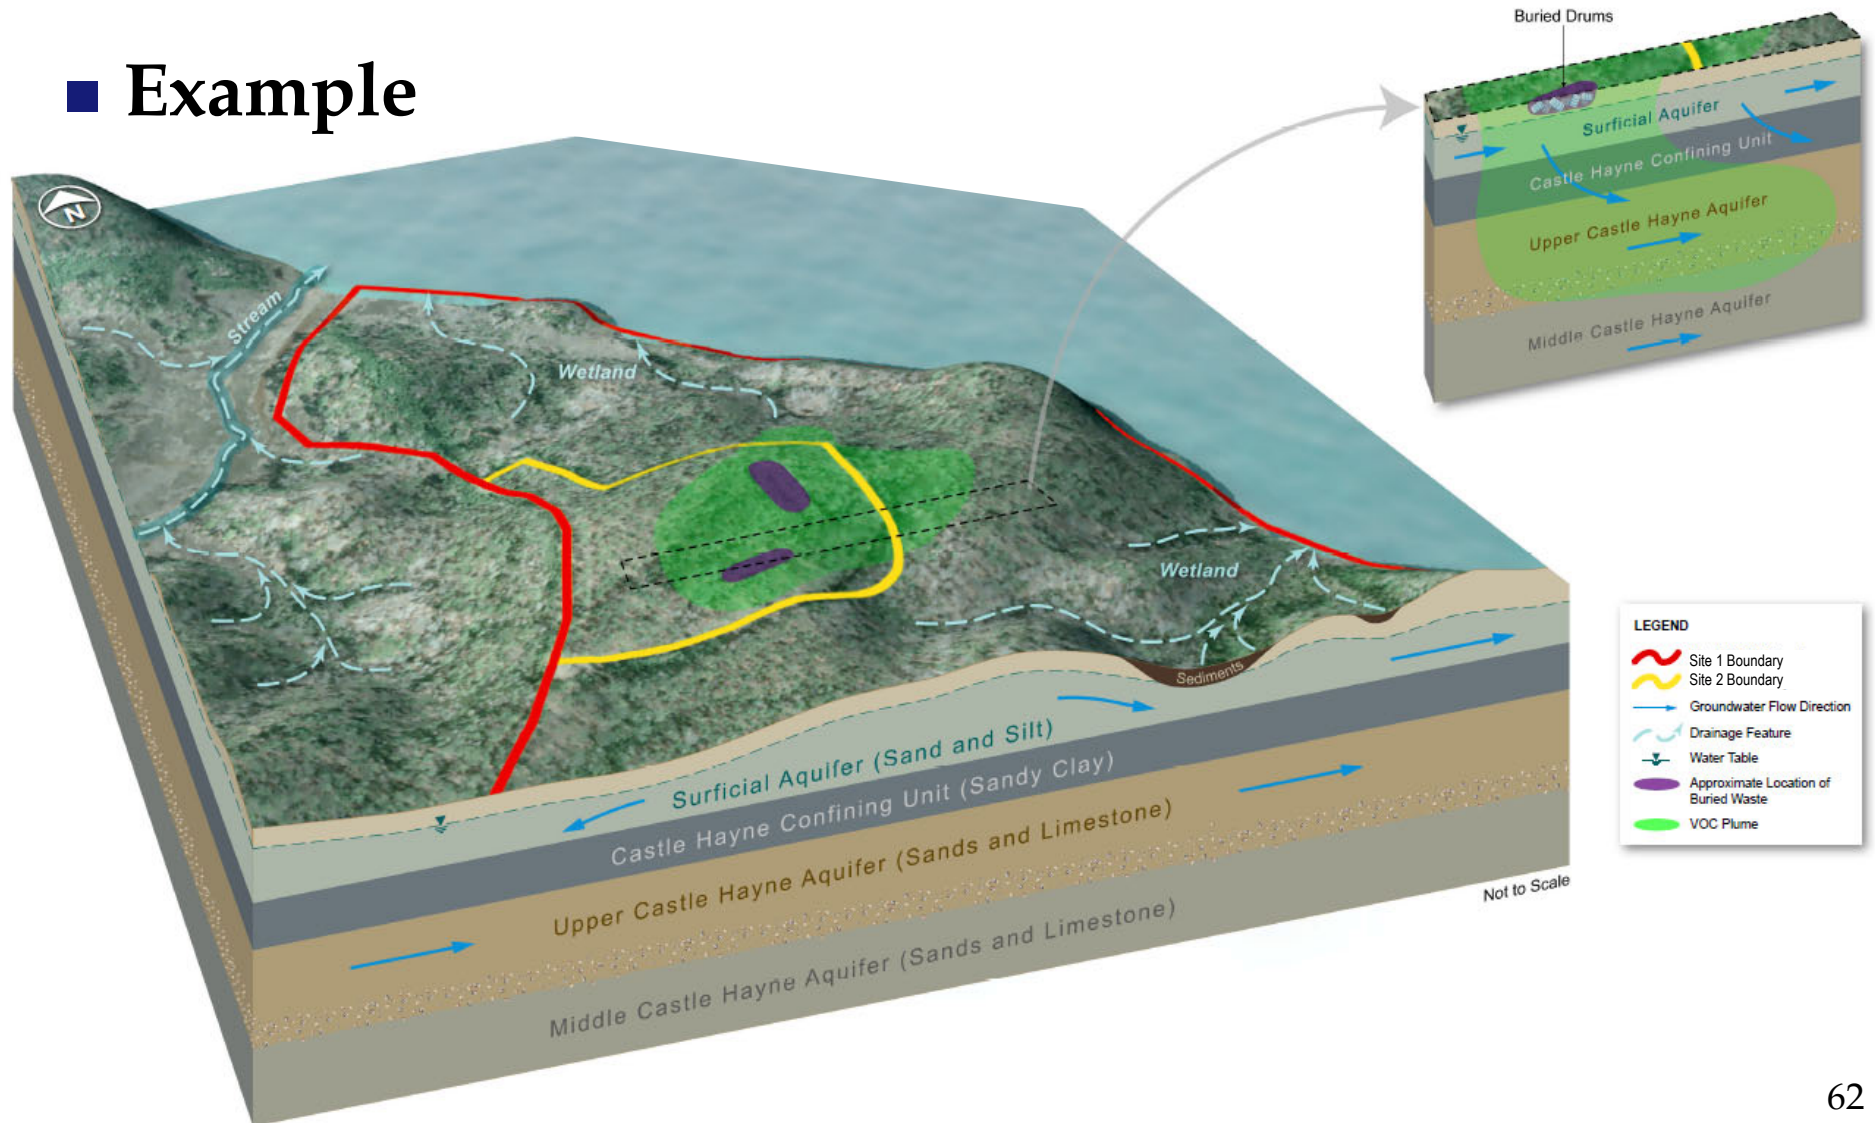 Example
Buried Drums
Surficial Aquifer
Castle Hayne Confining Unit
Upper Castle Hayne Aquifer
Middle Castle Hayne Aquifer
N
Stream
Wetland
Wetland
Sediments
Surficial Aquifer (Sand and Silt)
Castle Hayne Confining Unit (Sandy Clay)
Upper Castle Hayne Aquifer (Sands and Limestone)
Middle Castle Hayne Aquifer (Sands and Limestone)
Not to Scale
LEGEND
Site 1 Boundary
Site 2 Boundary
Groundwater Flow Direction
Drainage Feature
Water Table
Approximate Location of
Buried Waste
VOC Plume
62